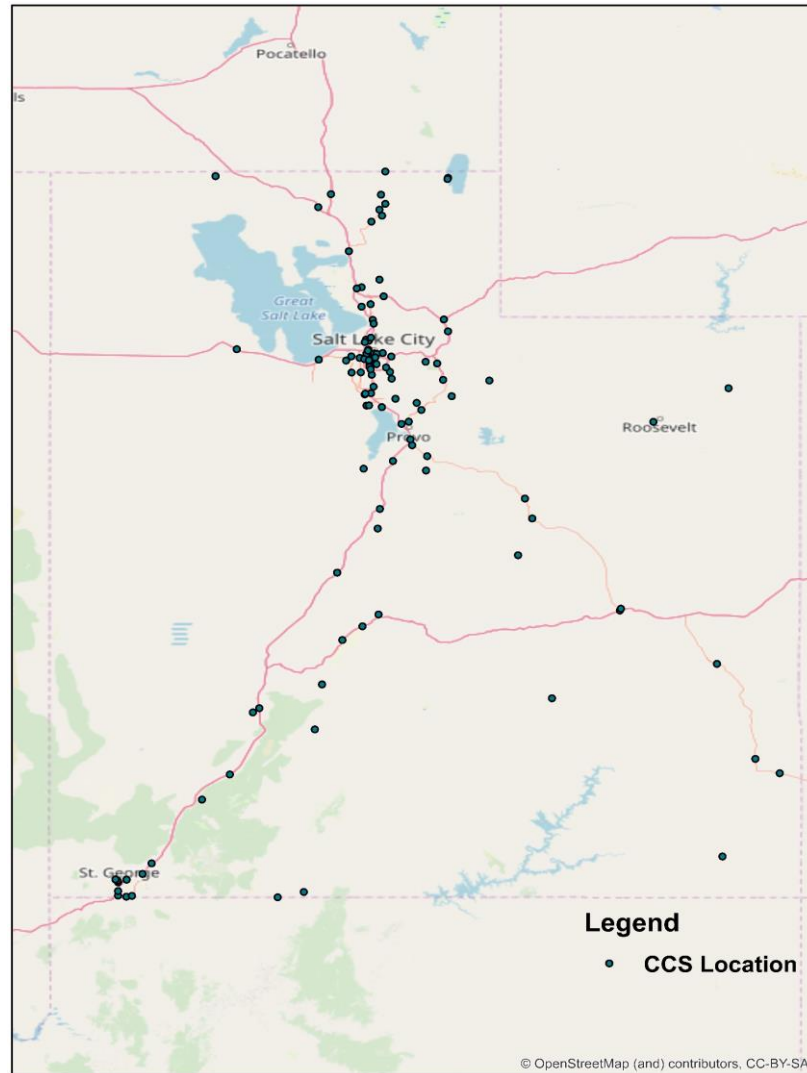 Pocatello
ls
Great
Salt Lake
Salt Lake City
Provo
Roosevelt
St. George
Legend
CCS Location
© OpenStreetMap (and) contributors, CC-BY-SA